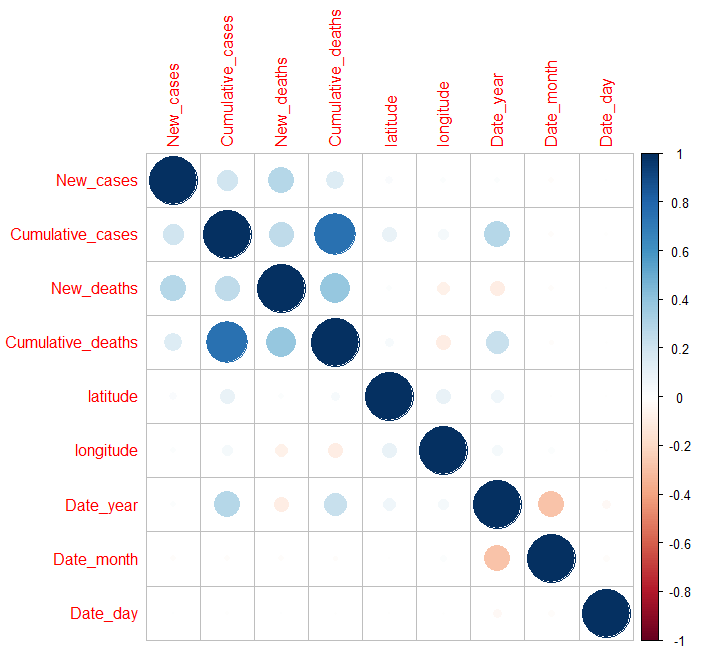 New_cases
Cumulative_cases
New_deaths
Cumulative_deaths
latitude
longitude
Date_year
Date_month
Date_day
New_cases
Cumulative_cases
New_deaths
Cumulative_deaths
latitude
longitude
Date_year
Date_month
Date_day
1
0.8
0.6
0.4
0.2
0
-0.2
-0.4
-0.6
-0.8
-1